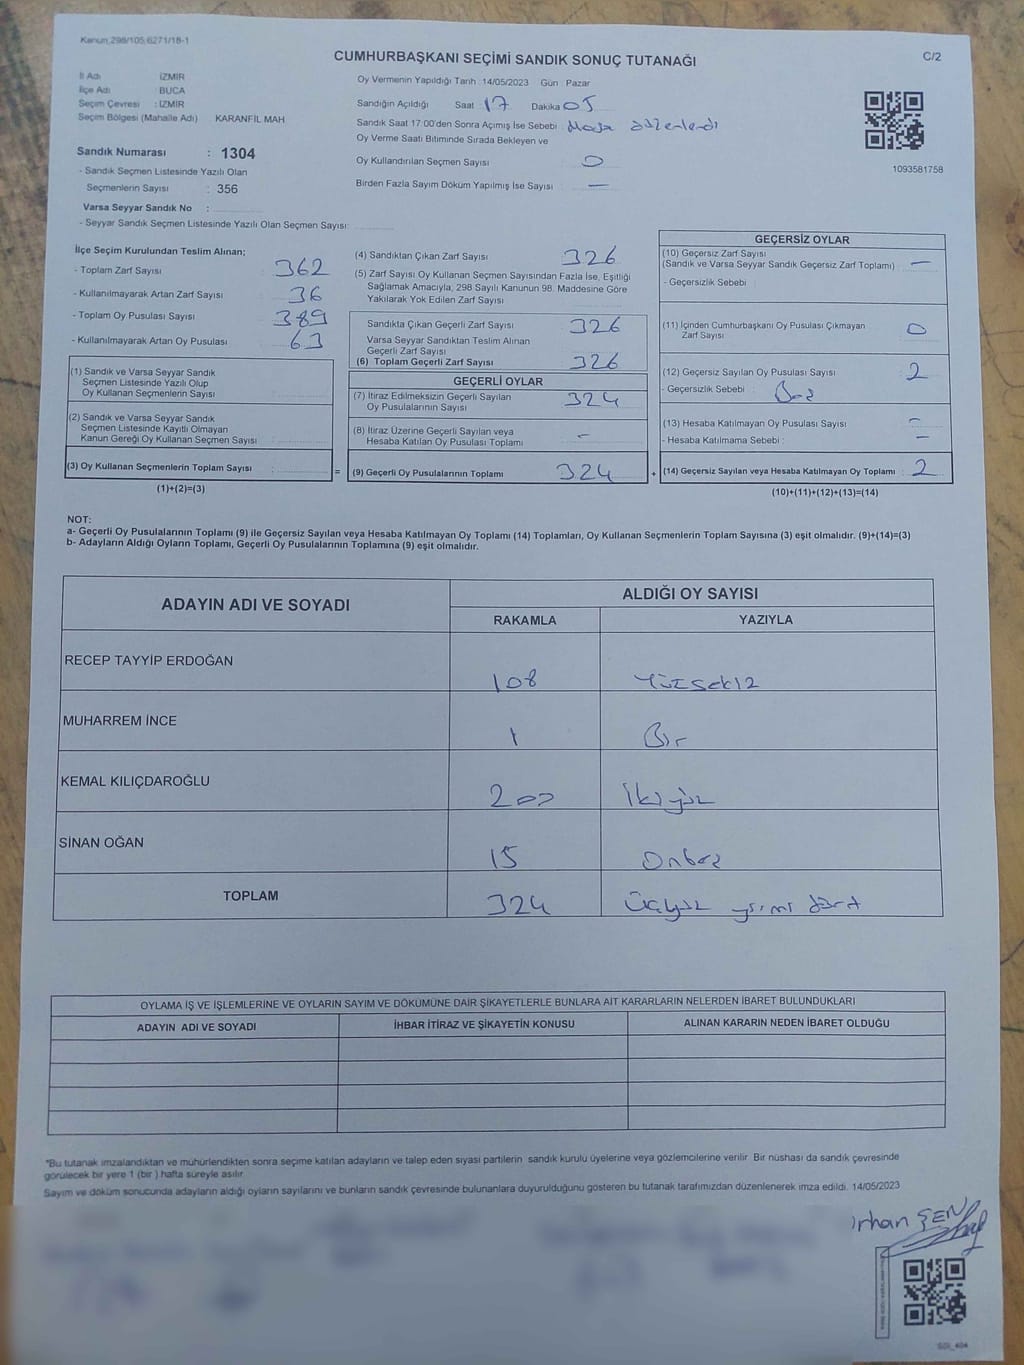 Kanun 298/105,6271/18-1
CUMHURBAŞKANI SEÇİMİ SANDIK SONUÇ TUTANAĞI
C/2
İl Adı İZMİR
İlçe Adı : BUCA
Seçim Çevresi : İZMİR
Seçim Bölgesi (Mahalle Adı) KARANFİL MAH
Sandık Numarası : 1304
- Sandık Seçmen Listesinde Yazılı Olan
Seçmenlerin Sayısı : 356
Varsa Seyyar Sandık No :
- Seyyar Sandık Seçmen Listesinde Yazılı Olan Seçmen Sayısı:
Oy Vermenin Yapıldığı Tarih : 14/05/2023 Gün : Pazar
Sandığın Açıldığı Saat 17 Dakika 05
Sandık Saat 17:00'den Sonra Açımış İse Sebebi : Masa düzenlendi
Oy Verme Saati Bitiminde Sırada Bekleyen ve
Oy Kullandırılan Seçmen Sayısı 0
Birden Fazla Sayım Döküm Yapılmış İse Sayısı : —
1093581758
İlçe Seçim Kurulundan Teslim Alınan;
- Toplam Zarf Sayısı : 362
- Kullanılmayarak Artan Zarf Sayısı : 36
- Toplam Oy Pusulası Sayısı : 389
- Kullanılmayarak Artan Oy Pusulası : 63
(1) Sandık ve Varsa Seyyar Sandık
Seçmen Listesinde Yazılı Olup
Oy Kullanan Seçmenlerin Sayısı :
(2) Sandık ve Varsa Seyyar Sandık
Seçmen Listesinde Kayıtlı Olmayan
Kanun Gereği Oy Kullanan Seçmen Sayısı :
(3) Oy Kullanan Seçmenlerin Toplam Sayısı : =
(1)+(2)=(3)
(4) Sandıktan Çıkan Zarf Sayısı : 326
(5) Zarf Sayısı Oy Kullanan Seçmen Sayısından Fazla İse, Eşitliği
Sağlamak Amacıyla, 298 Sayılı Kanunun 98. Maddesine Göre
Yakılarak Yok Edilen Zarf Sayısı :
Sandıkta Çıkan Geçerli Zarf Sayısı : 326
Varsa Seyyar Sandıktan Teslim Alınan
Geçerli Zarf Sayısı :
(6) Toplam Geçerli Zarf Sayısı : 326
GEÇERLİ OYLAR
(7) İtiraz Edilmeksizin Geçerli Sayılan
Oy Pusulalarının Sayısı : 324
(8) İtiraz Üzerine Geçerli Sayılan veya
Hesaba Katılan Oy Pusulası Toplamı : -
(9) Geçerli Oy Pusulalarının Toplamı : 324 +
GEÇERSİZ OYLAR
(10) Geçersiz Zarf Sayısı
(Sandık ve Varsa Seyyar Sandık Geçersiz Zarf Toplamı) : —
- Geçersizlik Sebebi :
(11) İçinden Cumhurbaşkanı Oy Pusulası Çıkmayan
Zarf Sayısı : 0
(12) Geçersiz Sayılan Oy Pusulası Sayısı : 2
- Geçersizlik Sebebi : Boş
(13) Hesaba Katılmayan Oy Pusulası Sayısı : -
- Hesaba Katılmama Sebebi : —
(14) Geçersiz Sayılan veya Hesaba Katılmayan Oy Toplamı : 2
(10)+(11)+(12)+(13)=(14)
NOT:
a- Geçerli Oy Pusulalarının Toplamı (9) ile Geçersiz Sayılan veya Hesaba Katılmayan Oy Toplamı (14) Toplamları, Oy Kullanan Seçmenlerin Toplam Sayısına (3) eşit olmalıdır. (9)+(14)=(3)
b- Adayların Aldığı Oyların Toplamı, Geçerli Oy Pusulalarının Toplamına (9) eşit olmalıdır.
ADAYIN ADI VE SOYADI
ALDIĞI OY SAYISI
RAKAMLA YAZIYLA
RECEP TAYYİP ERDOĞAN 108 Yüzsekiz
MUHARREM İNCE 1 Bir
KEMAL KILIÇDAROĞLU 200 İkiyüz
SİNAN OĞAN 15 Onbeş
TOPLAM 324 Üçyüz yirmi dört
OYLAMA İŞ VE İŞLEMLERİNE VE OYLARIN SAYIM VE DÖKÜMÜNE DAİR ŞİKAYETLERLE BUNLARA AİT KARARLARIN NELERDEN İBARET BULUNDUKLARI
ADAYIN ADI VE SOYADI İHBAR İTİRAZ VE ŞİKAYETİN KONUSU ALINAN KARARIN NEDEN İBARET OLDUĞU
*Bu tutanak imzalandıktan ve mühürlendikten sonra seçime katılan adayların ve talep eden siyasi partilerin sandık kurulu üyelerine veya gözlemcilerine verilir. Bir nüshası da sandık çevresinde
görülecek bir yere 1 (bir ) hafta süreyle asılır.
Sayım ve döküm sonucunda adayların aldığı oyların sayılarını ve bunların sandık çevresinde bulunanlara duyurulduğunu gösteren bu tutanak tarafımızdan düzenlenerek imza edildi. 14/05/2023
irhan ŞEN